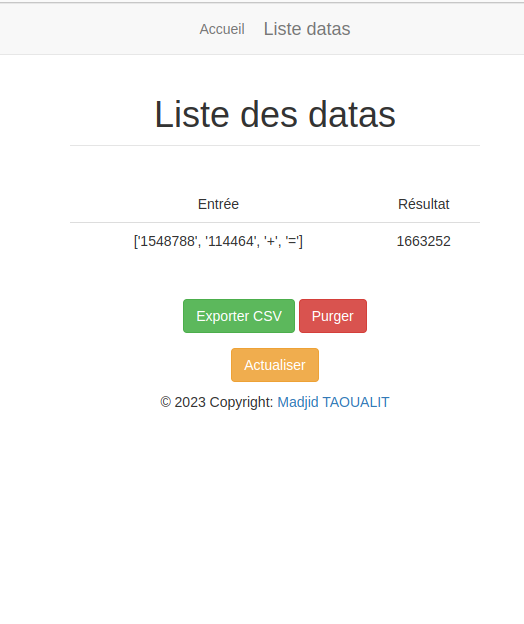 Accueil Liste datas
Liste des datas
Entrée Résultat
['1548788', '114464', '+', '='] 1663252
Exporter CSV Purger
Actualiser
© 2023 Copyright: Madjid TAOUALIT